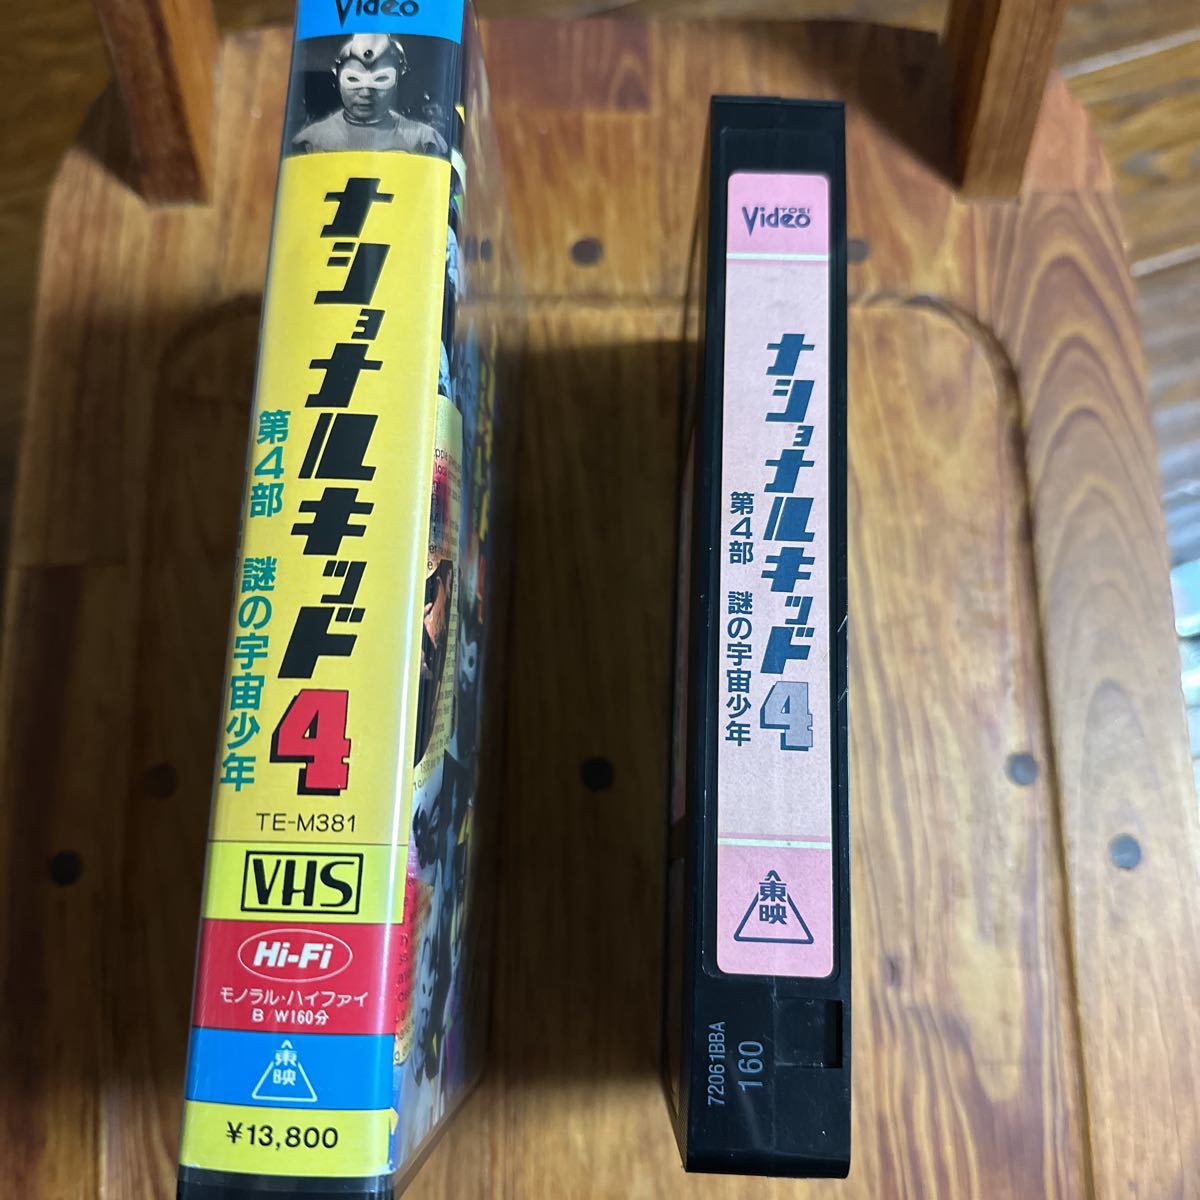 Video
ナショナルキッド4
第4部 謎の宇宙少年
TE-M381
VHS
Hi-Fi
モノラル・ハイファイ
B/W160分
東映
¥13,800
TOEI
Video
ナショナルキッド4
第4部 謎の宇宙少年
東映
72061BBA
160